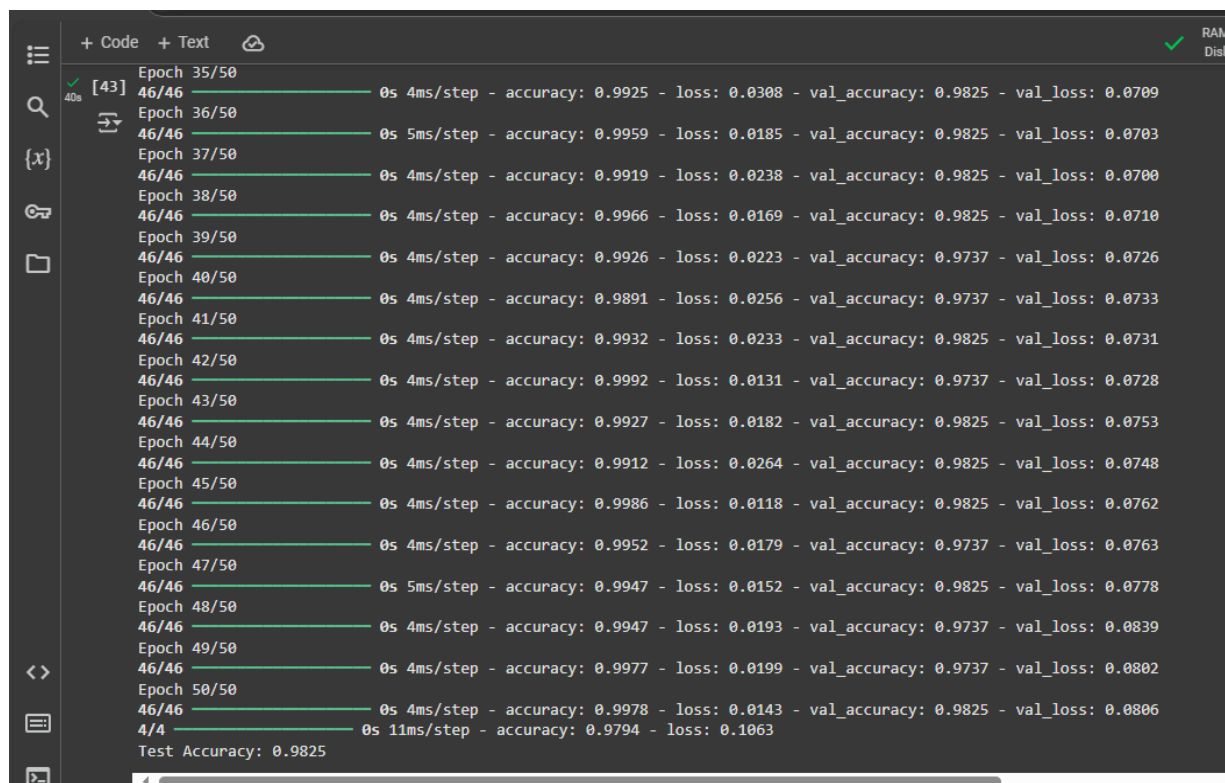 + Code + Text
RAM
Disk
[43]
40s
{x}
Epoch 35/50
46/46 0s 4ms/step - accuracy: 0.9925 - loss: 0.0308 - val_accuracy: 0.9825 - val_loss: 0.0709
Epoch 36/50
46/46 0s 5ms/step - accuracy: 0.9959 - loss: 0.0185 - val_accuracy: 0.9825 - val_loss: 0.0703
Epoch 37/50
46/46 0s 4ms/step - accuracy: 0.9919 - loss: 0.0238 - val_accuracy: 0.9825 - val_loss: 0.0700
Epoch 38/50
46/46 0s 4ms/step - accuracy: 0.9966 - loss: 0.0169 - val_accuracy: 0.9825 - val_loss: 0.0710
Epoch 39/50
46/46 0s 4ms/step - accuracy: 0.9926 - loss: 0.0223 - val_accuracy: 0.9737 - val_loss: 0.0726
Epoch 40/50
46/46 0s 4ms/step - accuracy: 0.9891 - loss: 0.0256 - val_accuracy: 0.9737 - val_loss: 0.0733
Epoch 41/50
46/46 0s 4ms/step - accuracy: 0.9932 - loss: 0.0233 - val_accuracy: 0.9825 - val_loss: 0.0731
Epoch 42/50
46/46 0s 4ms/step - accuracy: 0.9992 - loss: 0.0131 - val_accuracy: 0.9737 - val_loss: 0.0728
Epoch 43/50
46/46 0s 4ms/step - accuracy: 0.9927 - loss: 0.0182 - val_accuracy: 0.9825 - val_loss: 0.0753
Epoch 44/50
46/46 0s 4ms/step - accuracy: 0.9912 - loss: 0.0264 - val_accuracy: 0.9825 - val_loss: 0.0748
Epoch 45/50
46/46 0s 4ms/step - accuracy: 0.9986 - loss: 0.0118 - val_accuracy: 0.9825 - val_loss: 0.0762
Epoch 46/50
46/46 0s 4ms/step - accuracy: 0.9952 - loss: 0.0179 - val_accuracy: 0.9737 - val_loss: 0.0763
Epoch 47/50
46/46 0s 5ms/step - accuracy: 0.9947 - loss: 0.0152 - val_accuracy: 0.9825 - val_loss: 0.0778
Epoch 48/50
46/46 0s 4ms/step - accuracy: 0.9947 - loss: 0.0193 - val_accuracy: 0.9737 - val_loss: 0.0839
Epoch 49/50
46/46 0s 4ms/step - accuracy: 0.9977 - loss: 0.0199 - val_accuracy: 0.9737 - val_loss: 0.0802
Epoch 50/50
46/46 0s 4ms/step - accuracy: 0.9978 - loss: 0.0143 - val_accuracy: 0.9825 - val_loss: 0.0806
4/4 0s 11ms/step - accuracy: 0.9794 - loss: 0.1063
Test Accuracy: 0.9825